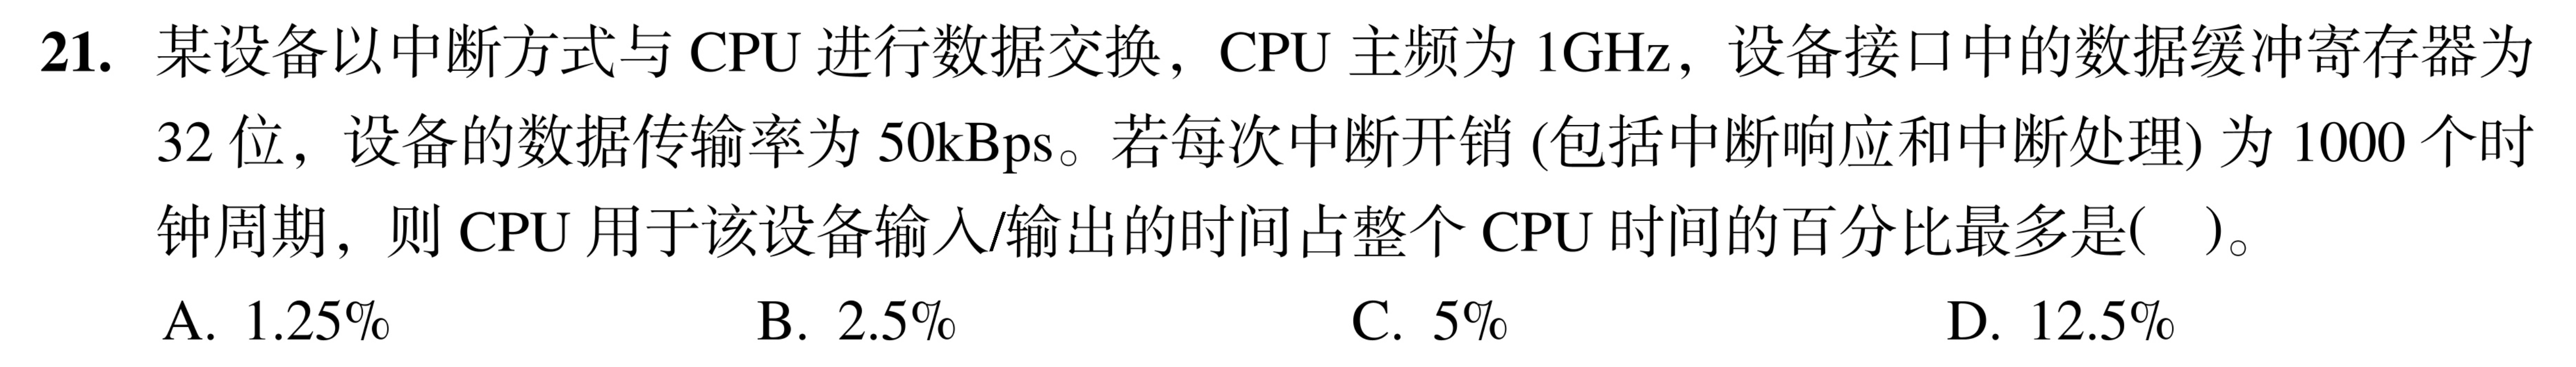 21. 某设备以中断方式与 CPU 进行数据交换，CPU 主频为 1GHz，设备接口中的数据缓冲寄存器为
32 位，设备的数据传输率为 50kBps。若每次中断开销 (包括中断响应和中断处理) 为 1000 个时
钟周期，则 CPU 用于该设备输入/输出的时间占整个 CPU 时间的百分比最多是(  )。
A. 1.25% B. 2.5% C. 5% D. 12.5%